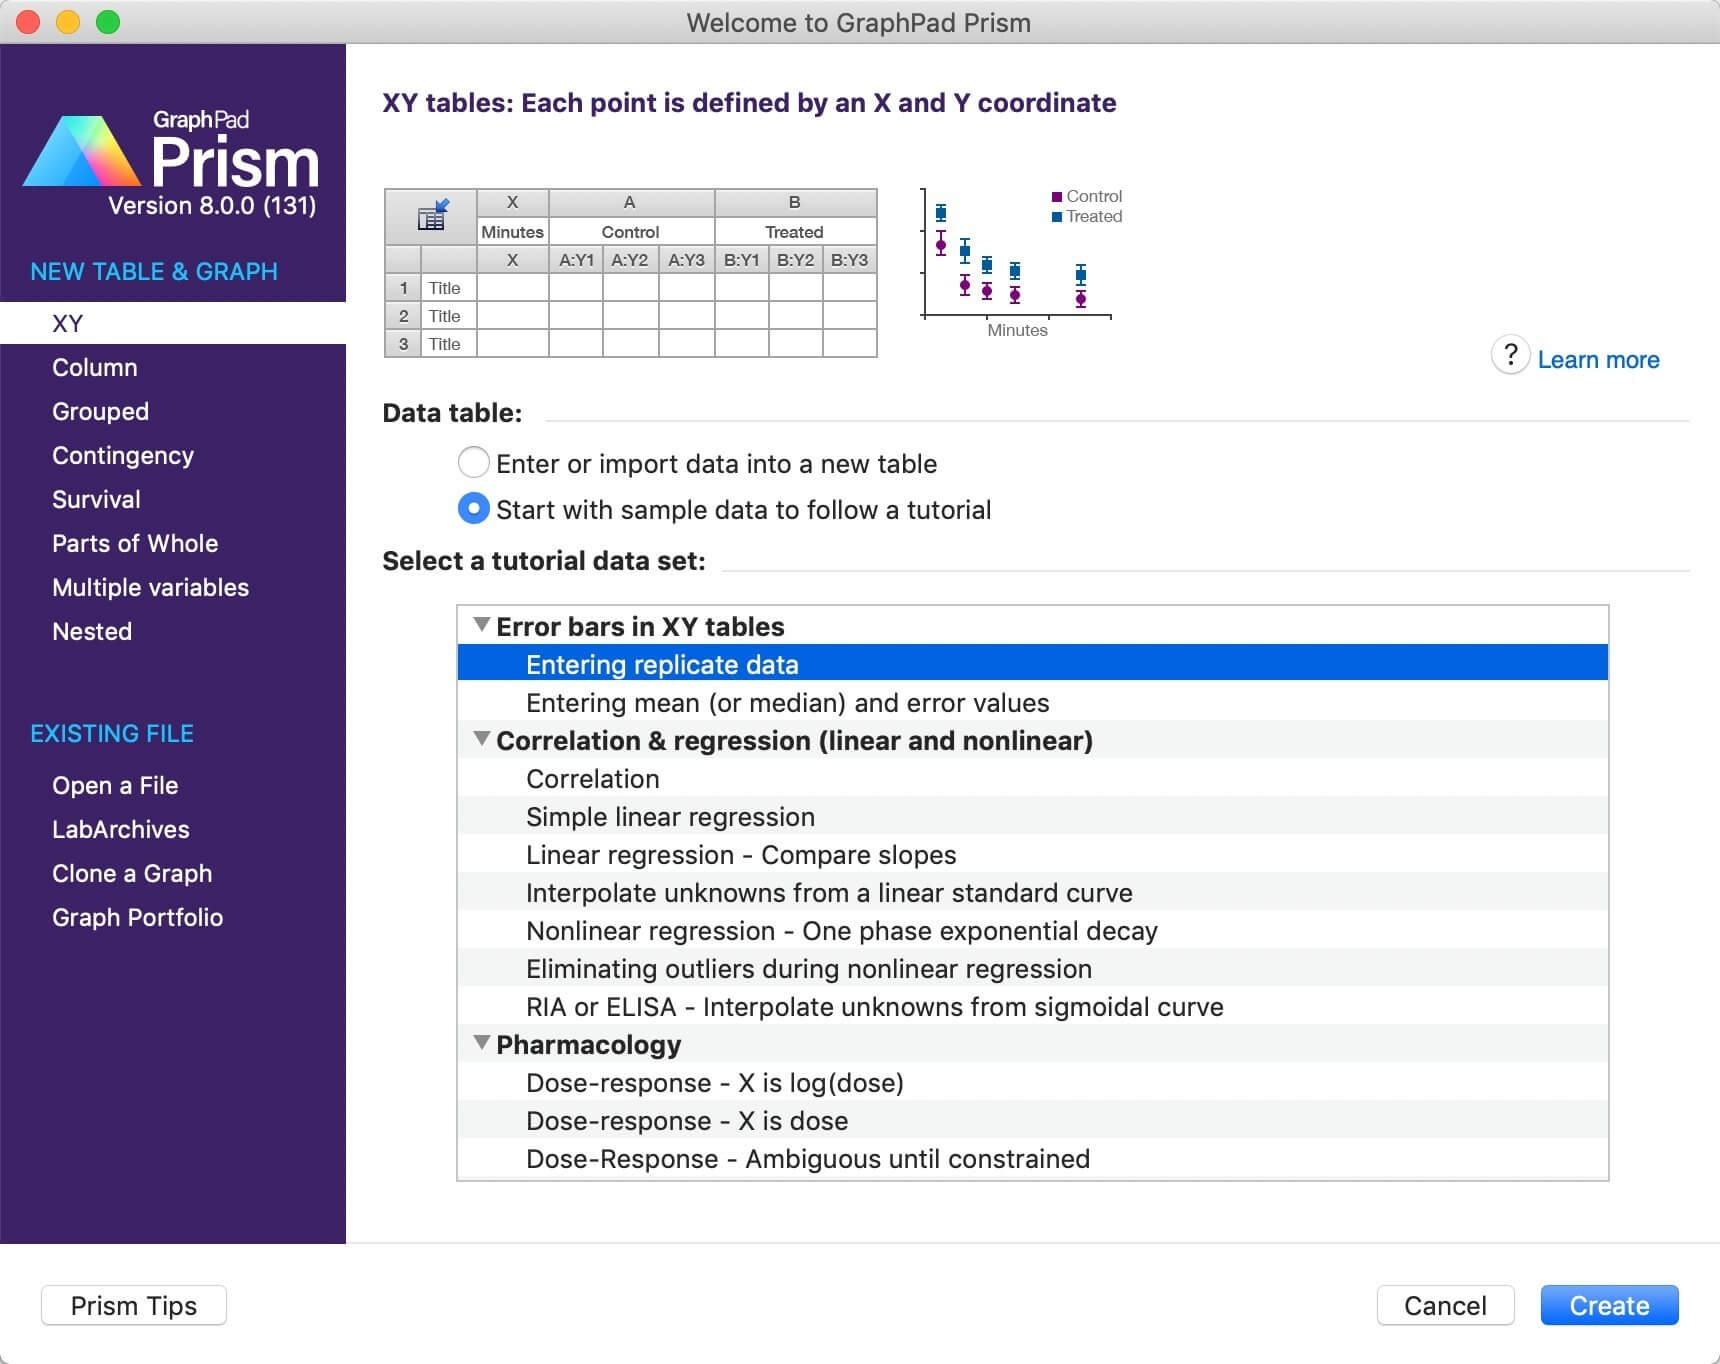 Welcome to GraphPad Prism
GraphPad
Prism
Version 8.0.0 (131)
NEW TABLE & GRAPH
XY
Column
Grouped
Contingency
Survival
Parts of Whole
Multiple variables
Nested
EXISTING FILE
Open a File
LabArchives
Clone a Graph
Graph Portfolio
XY tables: Each point is defined by an X and Y coordinate
X A B
Minutes Control Treated
X A:Y1 A:Y2 A:Y3 B:Y1 B:Y2 B:Y3
1 Title
2 Title
3 Title
Control
Treated
Minutes
? Learn more
Data table:
Enter or import data into a new table
Start with sample data to follow a tutorial
Select a tutorial data set:
Error bars in XY tables
Entering replicate data
Entering mean (or median) and error values
Correlation & regression (linear and nonlinear)
Correlation
Simple linear regression
Linear regression - Compare slopes
Interpolate unknowns from a linear standard curve
Nonlinear regression - One phase exponential decay
Eliminating outliers during nonlinear regression
RIA or ELISA - Interpolate unknowns from sigmoidal curve
Pharmacology
Dose-response - X is log(dose)
Dose-response - X is dose
Dose-Response - Ambiguous until constrained
Prism Tips
Cancel
Create